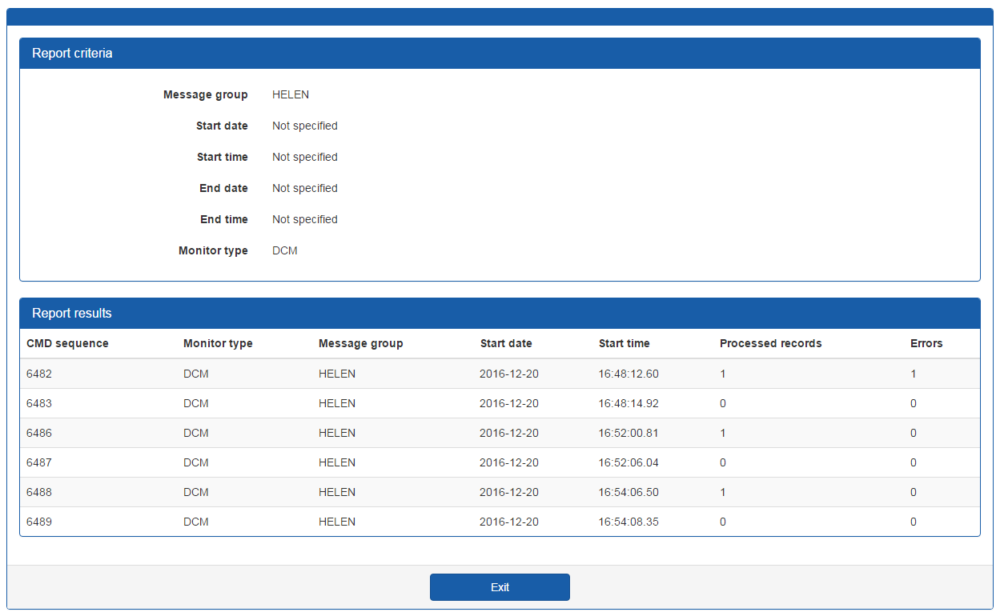 Report criteria
Message group HELEN
Start date Not specified
Start time Not specified
End date Not specified
End time Not specified
Monitor type DCM
Report results
CMD sequence Monitor type Message group Start date Start time Processed records Errors
6482 DCM HELEN 2016-12-20 16:48:12.60 1 1
6483 DCM HELEN 2016-12-20 16:48:14.92 0 0
6486 DCM HELEN 2016-12-20 16:52:00.81 1 0
6487 DCM HELEN 2016-12-20 16:52:06.04 0 0
6488 DCM HELEN 2016-12-20 16:54:06.50 1 0
6489 DCM HELEN 2016-12-20 16:54:08.35 0 0
Exit